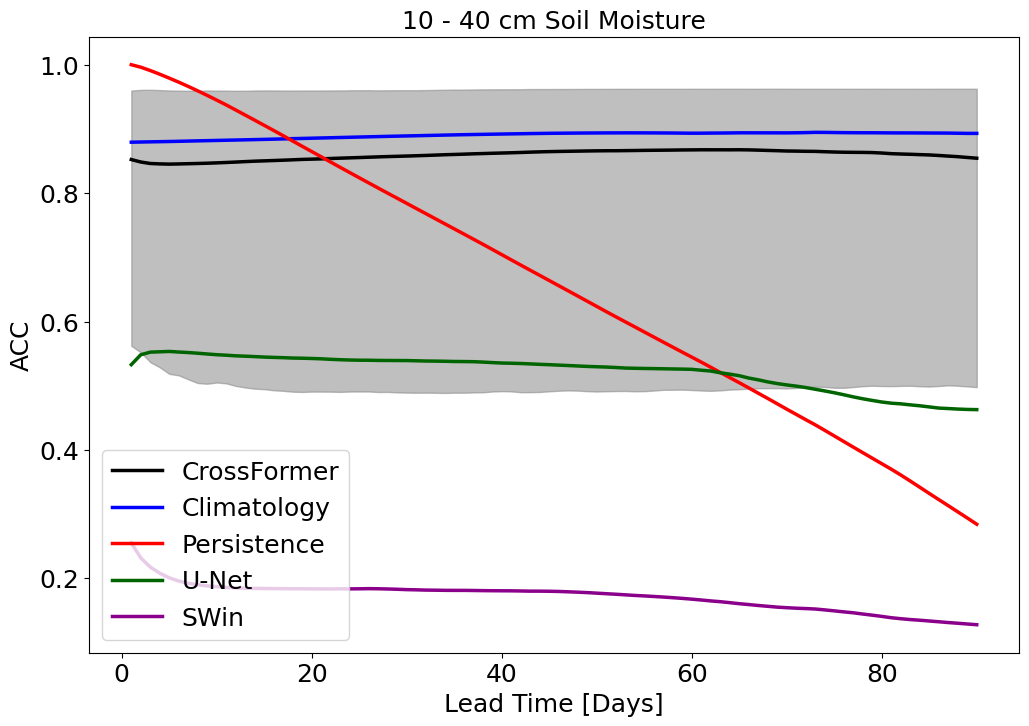 10 - 40 cm Soil Moisture
ACC
1.0
0.8
0.6
0.4
0.2
CrossFormer
Climatology
Persistence
U-Net
SWin
0 20 40 60 80
Lead Time [Days]